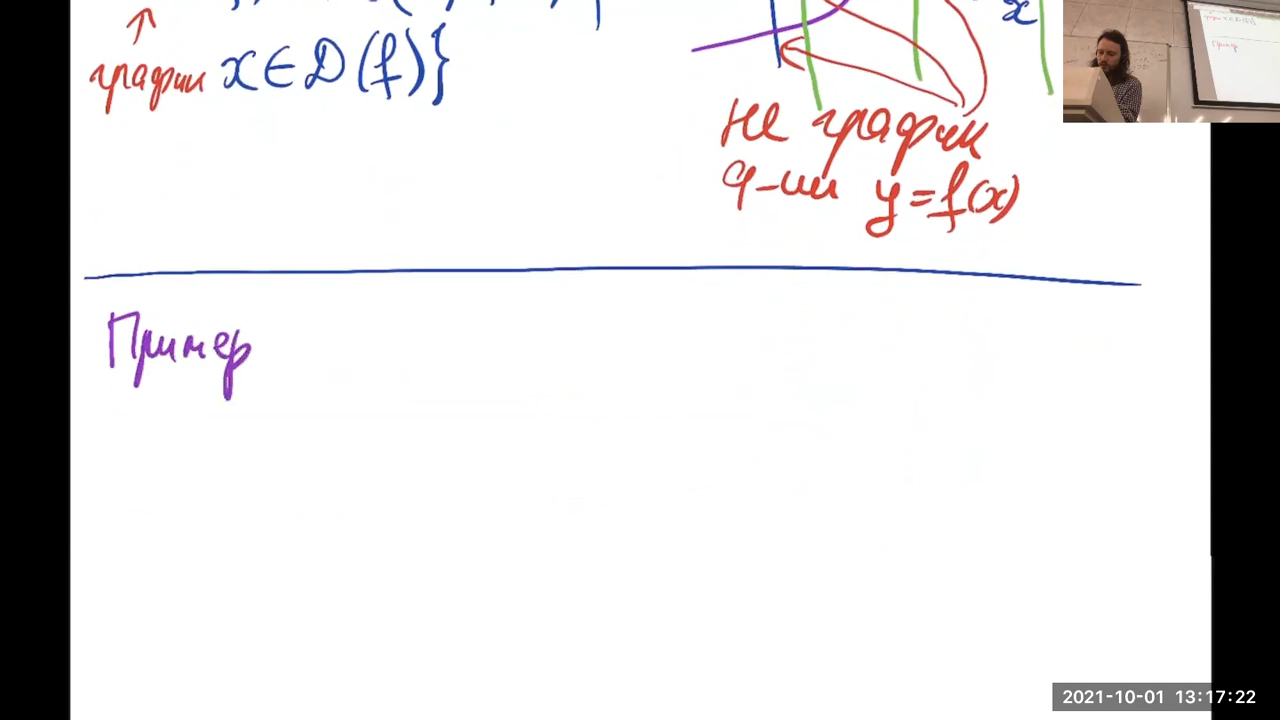 график x ∈ D(f)}
x
не график
ф-ии y = f(x)
Пример
2021-10-01 13:17:22